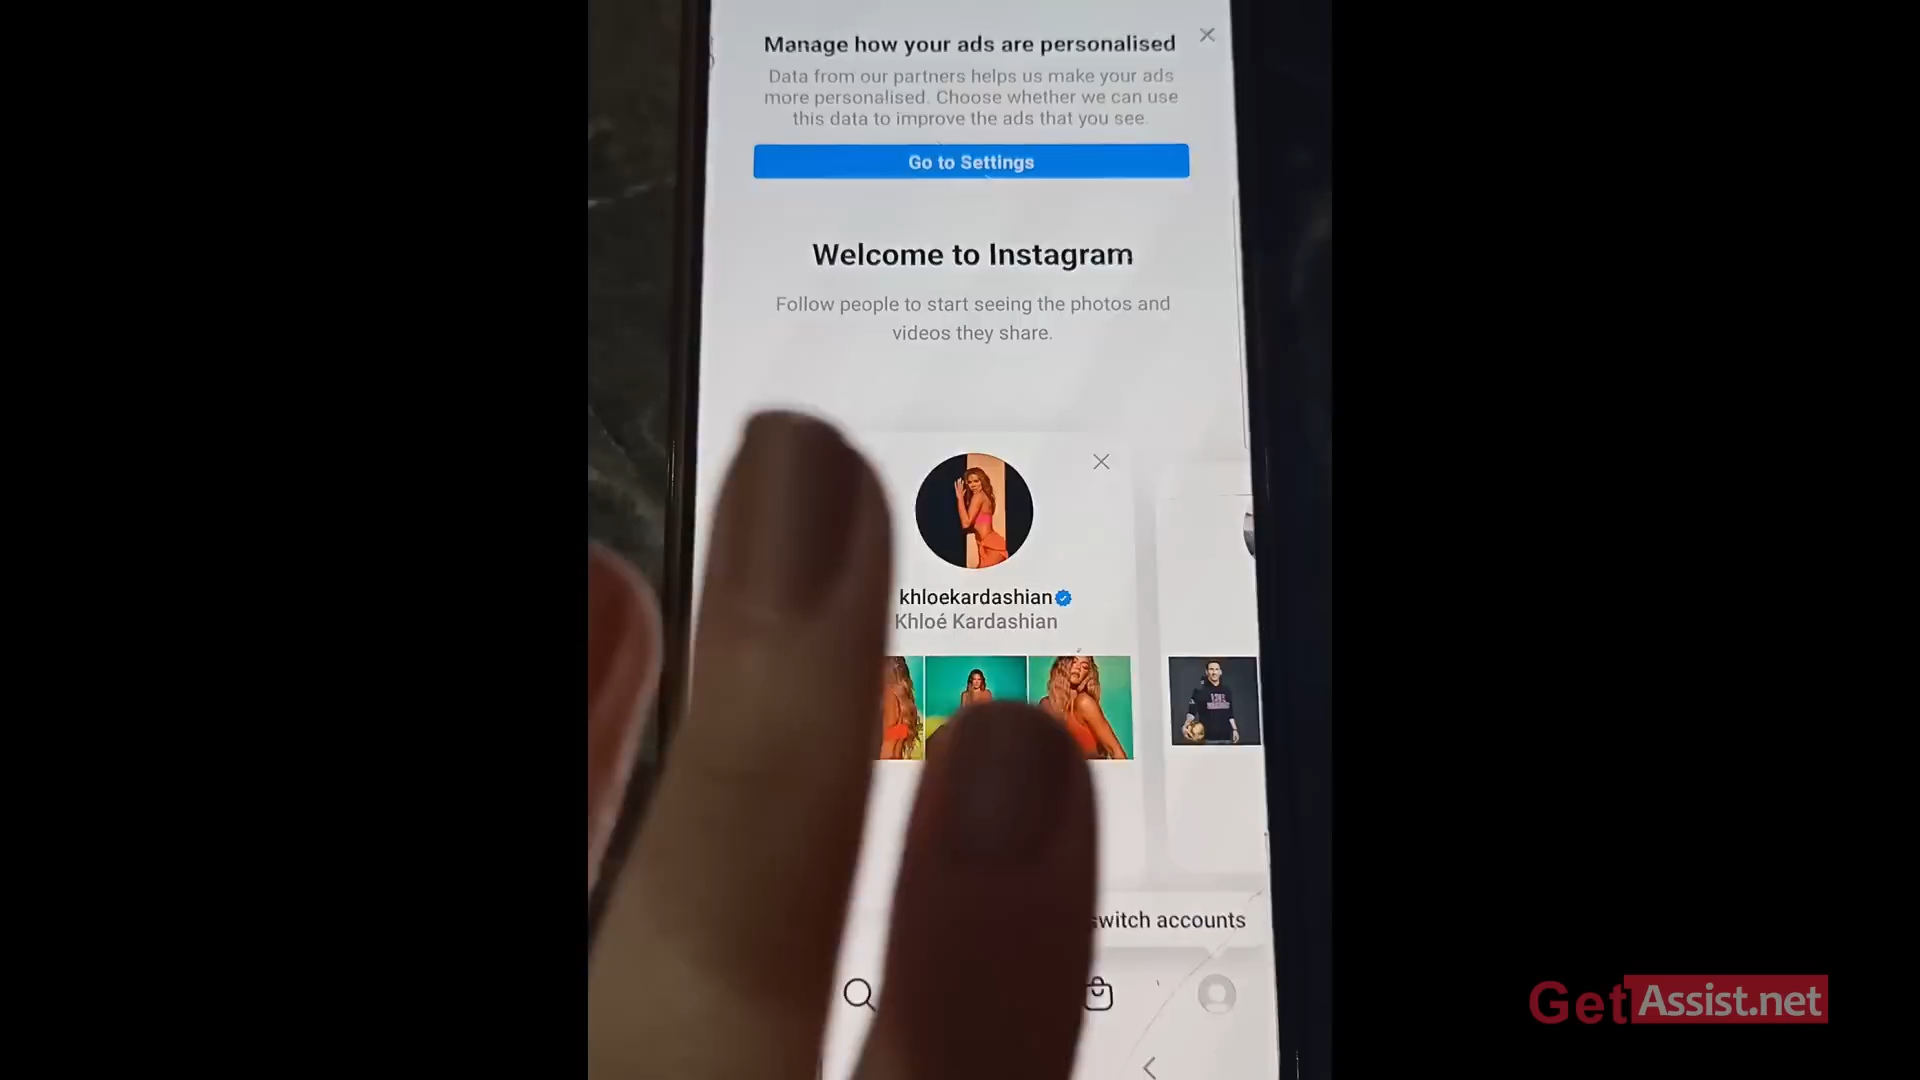 Manage how your ads are personalised
Data from our partners helps us make your ads
more personalised. Choose whether we can use
this data to improve the ads that you see.
Go to Settings
Welcome to Instagram
Follow people to start seeing the photos and
videos they share.
khloekardashian
Khloé Kardashian
witch accounts
GetAssist.net